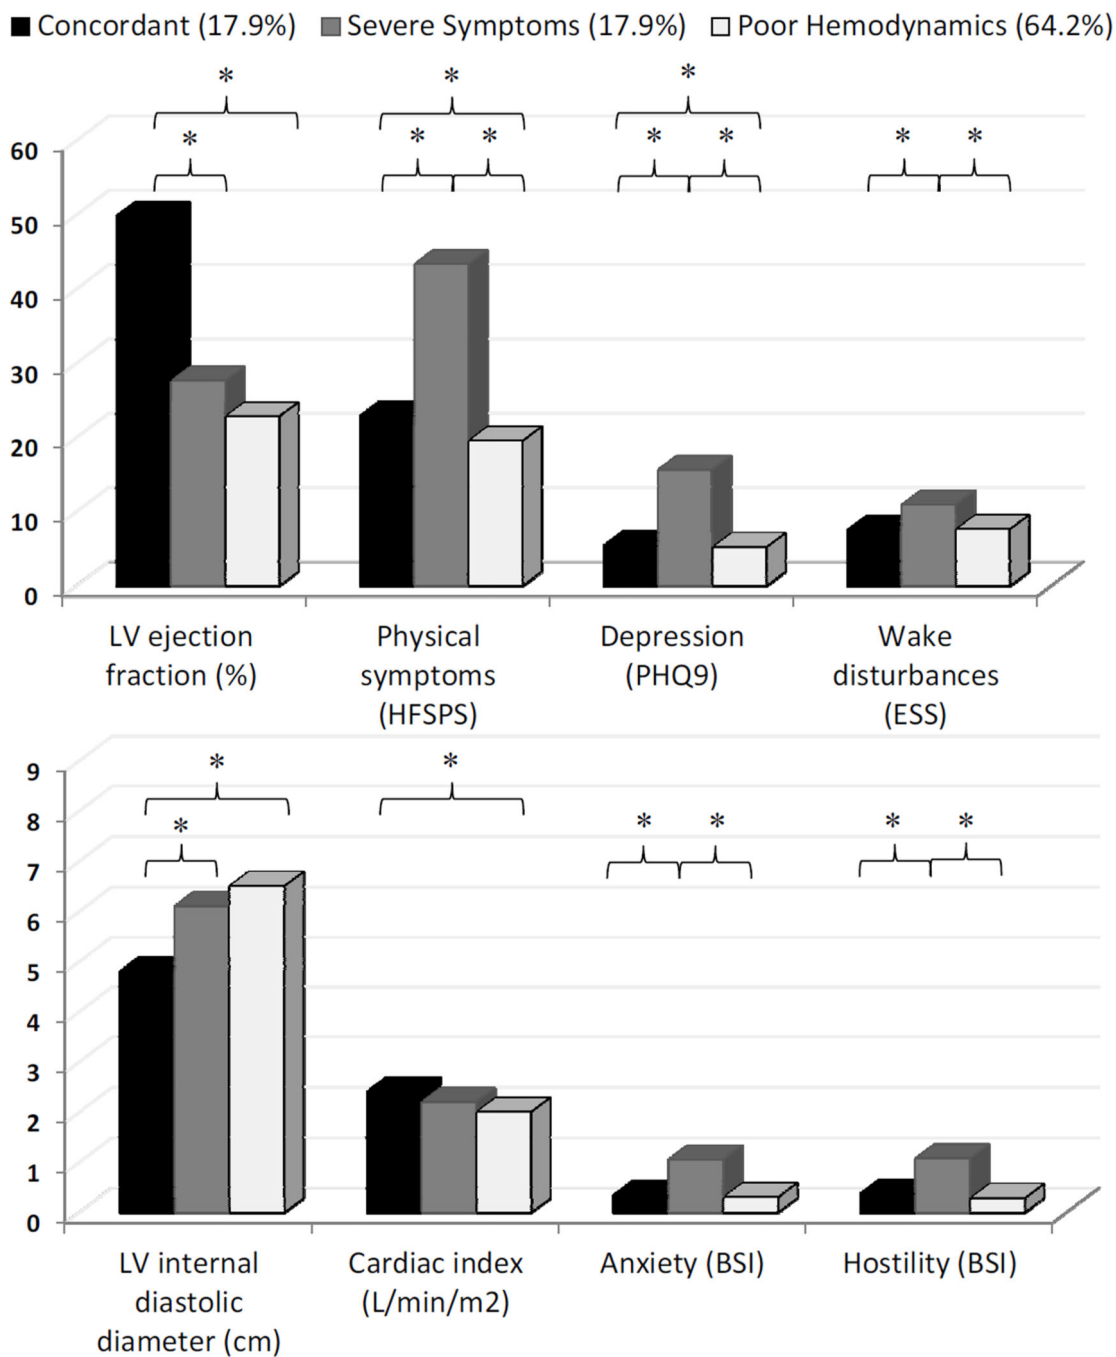 Concordant (17.9%) Severe Symptoms (17.9%) Poor Hemodynamics (64.2%)
* * *
* * * * * * *
60
50
40
30
20
10
0
LV ejection fraction (%)
Physical symptoms (HFSPS)
Depression (PHQ9)
Wake disturbances (ESS)
* *
* * * * *
9
8
7
6
5
4
3
2
1
0
LV internal diastolic diameter (cm)
Cardiac index (L/min/m2)
Anxiety (BSI)
Hostility (BSI)